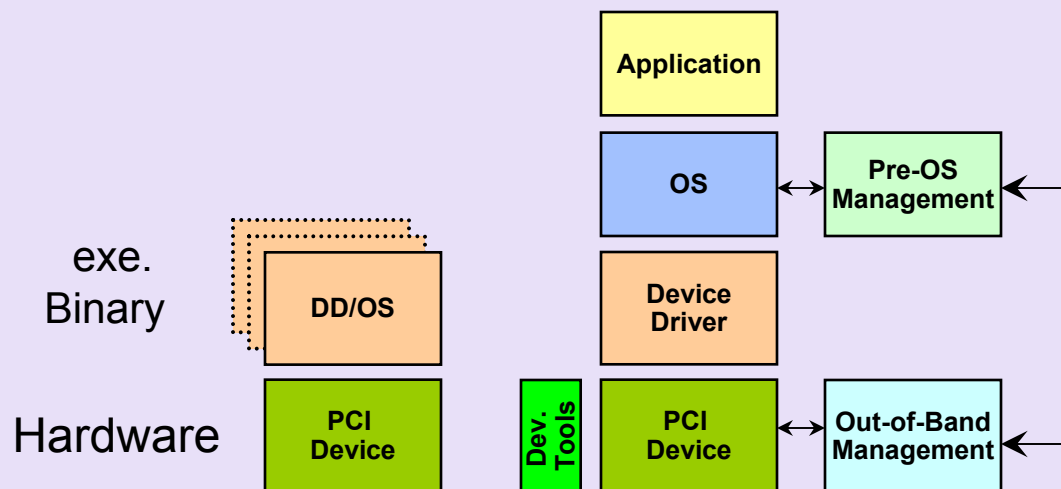 Application
OS
Pre-OS
Management
exe.
Binary
DD/OS
Device
Driver
Hardware
PCI
Device
Dev.
Tools
PCI
Device
Out-of-Band
Management